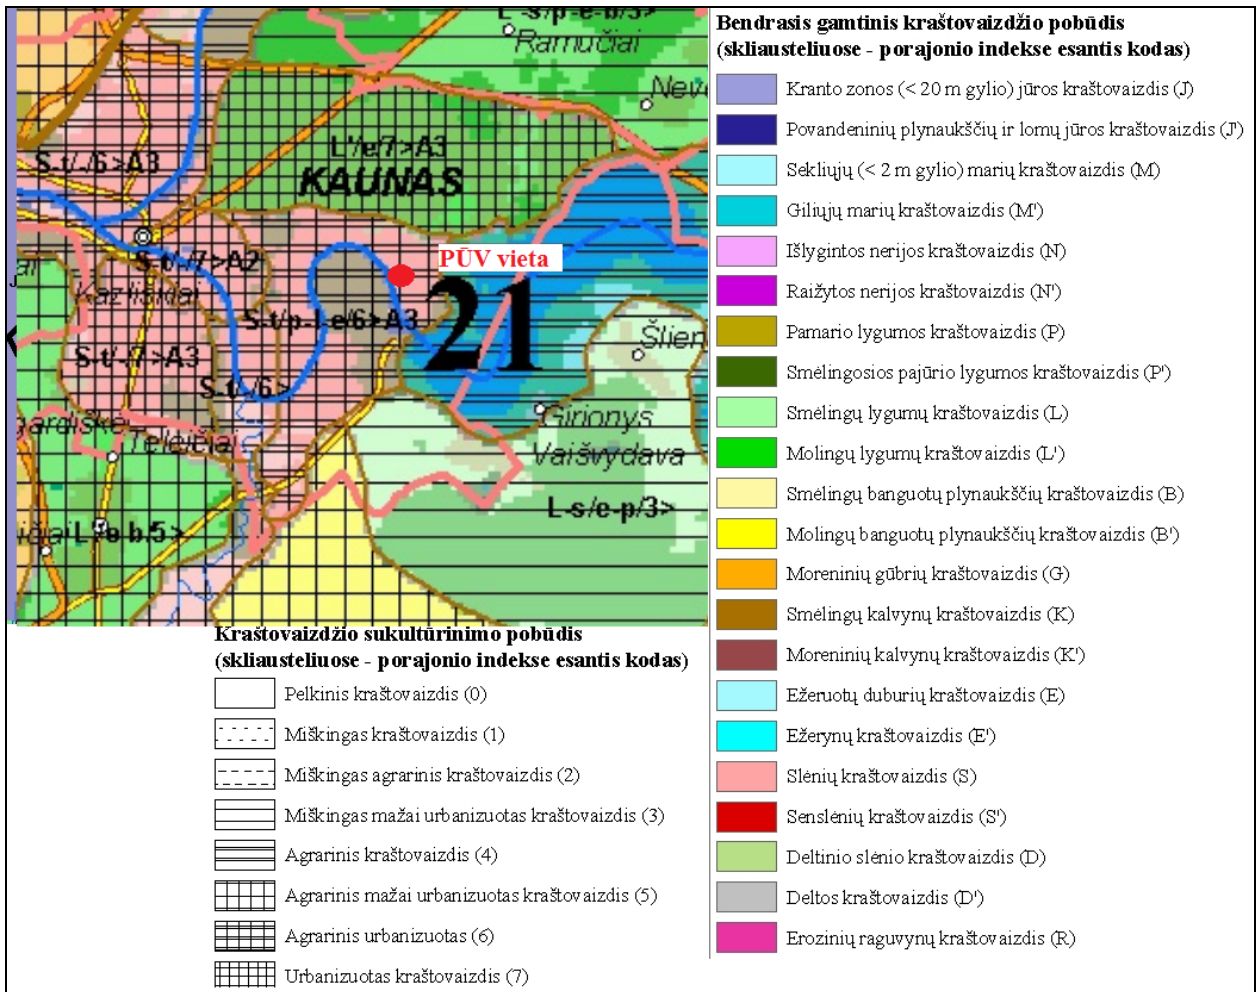 L-s/p-e-b/3>
Ramučiai
Nevė
L'/e/7>A3
S-t/-/6>A3
KAUNAS
PŪV vieta
S-t/-/7>A2
Kazliškiai
21
S-t/p-l-e/6>A3
Šlien
S-t/-/7>A3
S-t/-/6>
Girionys
gardiške
Teleičiai
Vaišvydava
L-s/e-p/3>
Bendrasis gamtinis kraštovaizdžio pobūdis
(skliausteliuose - porajonio indekse esantis kodas)
Kranto zonos (< 20 m gylio) jūros kraštovaizdis (J)
Povandeninių plynaukščių ir lomų jūros kraštovaizdis (J')
Sekliųjų (< 2 m gylio) marių kraštovaizdis (M)
Giliųjų marių kraštovaizdis (M')
Išlygintos nerijos kraštovaizdis (N)
Raižytos nerijos kraštovaizdis (N')
Pamario lygumos kraštovaizdis (P)
Smėlingosios pajūrio lygumos kraštovaizdis (P')
Smėlingų lygumų kraštovaizdis (L)
Molingų lygumų kraštovaizdis (L')
Smėlingų banguotų plynaukščių kraštovaizdis (B)
Molingų banguotų plynaukščių kraštovaizdis (B')
Moreninių gūbrių kraštovaizdis (G)
Smėlingų kalvynų kraštovaizdis (K)
Moreninių kalvynų kraštovaizdis (K')
Ežeruotų duburių kraštovaizdis (E)
Ežerynų kraštovaizdis (E')
Slėnių kraštovaizdis (S)
Senslėnių kraštovaizdis (S')
Deltinio slėnio kraštovaizdis (D)
Deltos kraštovaizdis (D')
Erozinių raguvynų kraštovaizdis (R)
Kraštovaizdžio sukultūrinimo pobūdis
(skliausteliuose - porajonio indekse esantis kodas)
Pelkinis kraštovaizdis (0)
Miškingas kraštovaizdis (1)
Miškingas agrarinis kraštovaizdis (2)
Miškingas mažai urbanizuotas kraštovaizdis (3)
Agrarinis kraštovaizdis (4)
Agrarinis mažai urbanizuotas kraštovaizdis (5)
Agrarinis urbanizuotas (6)
Urbanizuotas kraštovaizdis (7)